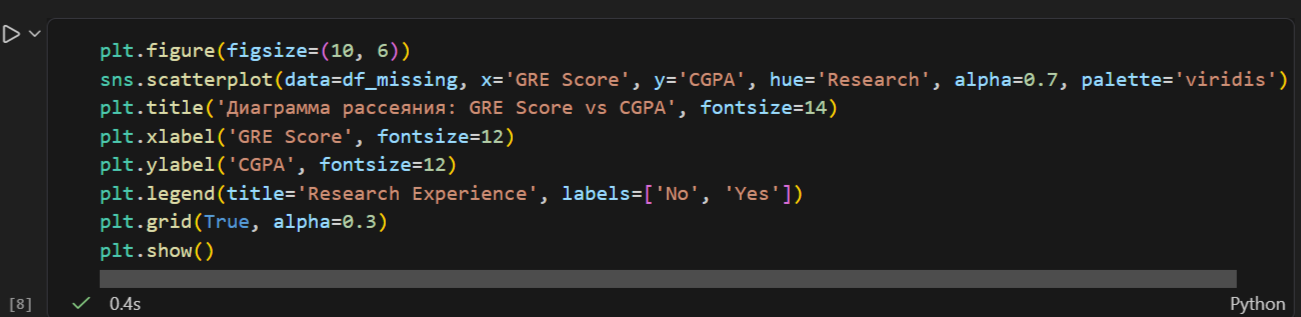 plt.figure(figsize=(10, 6))
sns.scatterplot(data=df_missing, x='GRE Score', y='CGPA', hue='Research', alpha=0.7, palette='viridis')
plt.title('Диаграмма рассеяния: GRE Score vs CGPA', fontsize=14)
plt.xlabel('GRE Score', fontsize=12)
plt.ylabel('CGPA', fontsize=12)
plt.legend(title='Research Experience', labels=['No', 'Yes'])
plt.grid(True, alpha=0.3)
plt.show()
[8] 0.4s Python